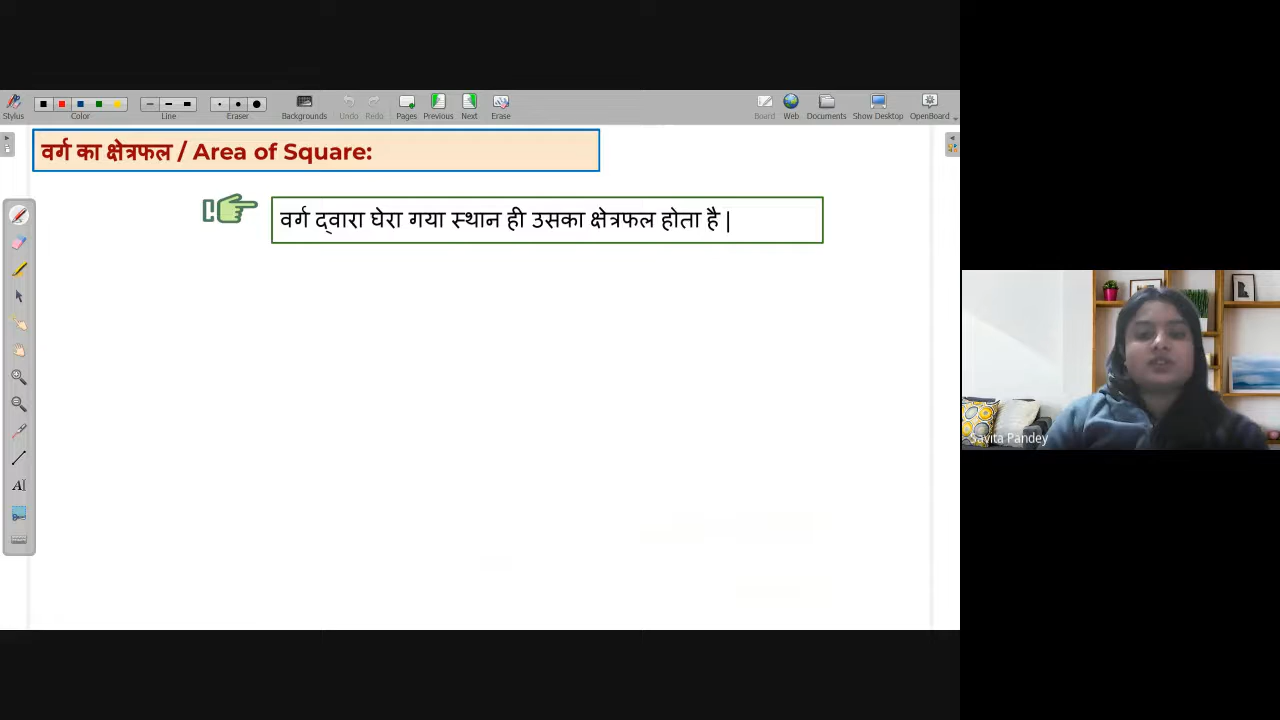 Stylus
Color
Line
Eraser
Backgrounds
Undo
Redo
Pages
Previous
Next
Erase
Board
Web
Documents
Show Desktop
OpenBoard
वर्ग का क्षेत्रफल / Area of Square:
वर्ग द्वारा घेरा गया स्थान ही उसका क्षेत्रफल होता है |
AI
Savita Pandey